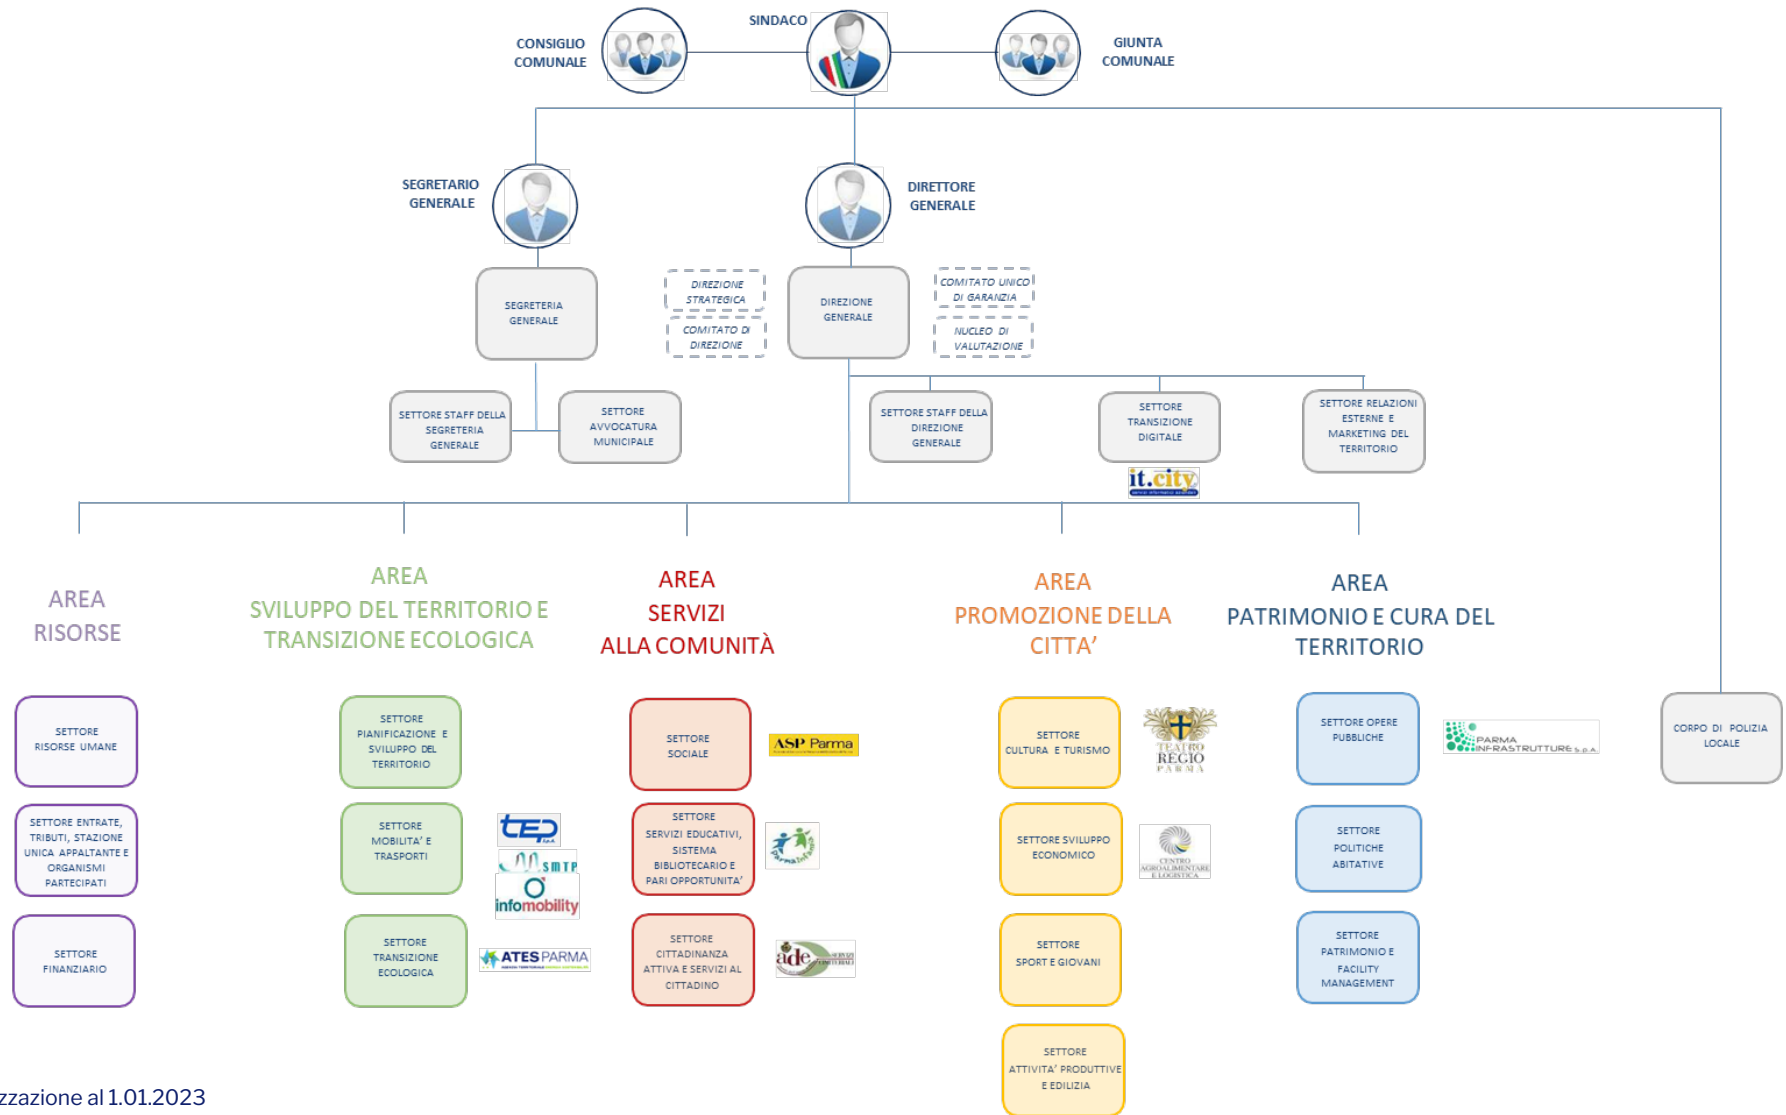 SINDACO
CONSIGLIO
COMUNALE
GIUNTA
COMUNALE
SEGRETARIO
GENERALE
DIRETTORE
GENERALE
SEGRETERIA
GENERALE
DIREZIONE
STRATEGICA
COMITATO DI
DIREZIONE
DIREZIONE
GENERALE
COMITATO UNICO
DI GARANZIA
NUCLEO DI
VALUTAZIONE
SETTORE STAFF DELLA
SEGRETERIA
GENERALE
SETTORE
AVVOCATURA
MUNICIPALE
SETTORE STAFF DELLA
DIREZIONE
GENERALE
SETTORE
TRANSIZIONE
DIGITALE
it.city
SETTORE RELAZIONI
ESTERNE E
MARKETING DEL
TERRITORIO
AREA
RISORSE
AREA
SVILUPPO DEL TERRITORIO E
TRANSIZIONE ECOLOGICA
AREA
SERVIZI
ALLA COMUNITÀ
AREA
PROMOZIONE DELLA
CITTA’
AREA
PATRIMONIO E CURA DEL
TERRITORIO
SETTORE
RISORSE UMANE
SETTORE
PIANIFICAZIONE E
SVILUPPO DEL
TERRITORIO
SETTORE
SOCIALE
ASP Parma
SETTORE
CULTURA E TURISMO
TEATRO
REGIO
PARMA
SETTORE OPERE
PUBBLICHE
PARMA
INFRASTRUTTURE S.p.A.
CORPO DI POLIZIA
LOCALE
SETTORE ENTRATE,
TRIBUTI, STAZIONE
UNICA APPALTANTE E
ORGANISMI
PARTECIPATI
SETTORE
MOBILITA’ E
TRASPORTI
tep
S.p.A.
SMTP
infomobility
SETTORE
SERVIZI EDUCATIVI,
SISTEMA
BIBLIOTECARIO E
PARI OPPORTUNITA’
ParmaInfanzia
SETTORE SVILUPPO
ECONOMICO
CENTRO
AGROALIMENTARE
E LOGISTICA
SETTORE
POLITICHE
ABITATIVE
SETTORE
FINANZIARIO
SETTORE
TRANSIZIONE
ECOLOGICA
ATES PARMA
SETTORE
CITTADINANZA
ATTIVA E SERVIZI AL
CITTADINO
ade
SERVIZI
CIMITERIALI
SETTORE
SPORT E GIOVANI
SETTORE
PATRIMONIO E
FACILITY
MANAGEMENT
SETTORE
ATTIVITA’ PRODUTTIVE
E EDILIZIA
zzazione al 1.01.2023